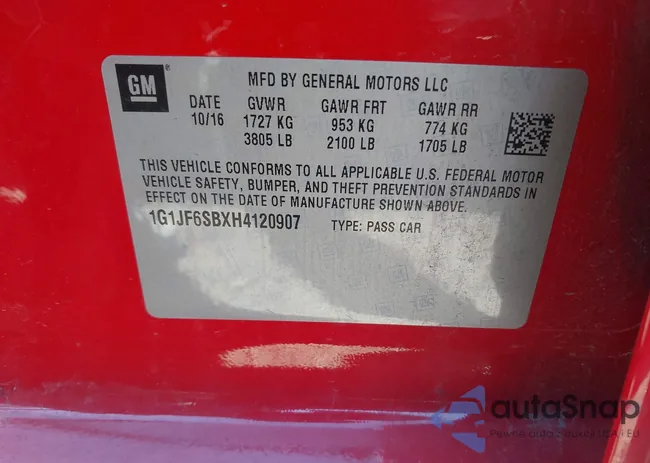 GM
MFD BY GENERAL MOTORS LLC
DATE GVWR GAWR FRT GAWR RR
10/16 1727 KG 953 KG 774 KG
3805 LB 2100 LB 1705 LB
THIS VEHICLE CONFORMS TO ALL APPLICABLE U.S. FEDERAL MOTOR
VEHICLE SAFETY, BUMPER, AND THEFT PREVENTION STANDARDS IN
EFFECT ON THE DATE OF MANUFACTURE SHOWN ABOVE.
1G1JF6SBXH4120907 TYPE: PASS CAR
autoSnap